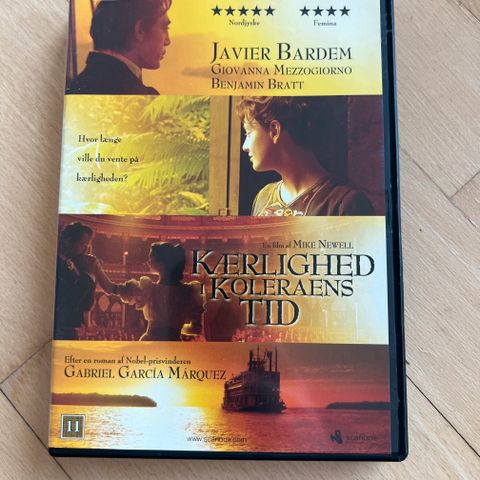 ★★★★★ ★★★★
Nordjyske Femina
JAVIER BARDEM
GIOVANNA MEZZOGIORNO
BENJAMIN BRATT
Hvor længe
ville du vente på
kærligheden?
En film af MIKE NEWELL
KÆRLIGHED
I KOLERAENS
TID
Efter en roman af Nobel-prisvinderen
GABRIEL GARCÍA MÁRQUEZ
11
www.scanbox.com scanbox